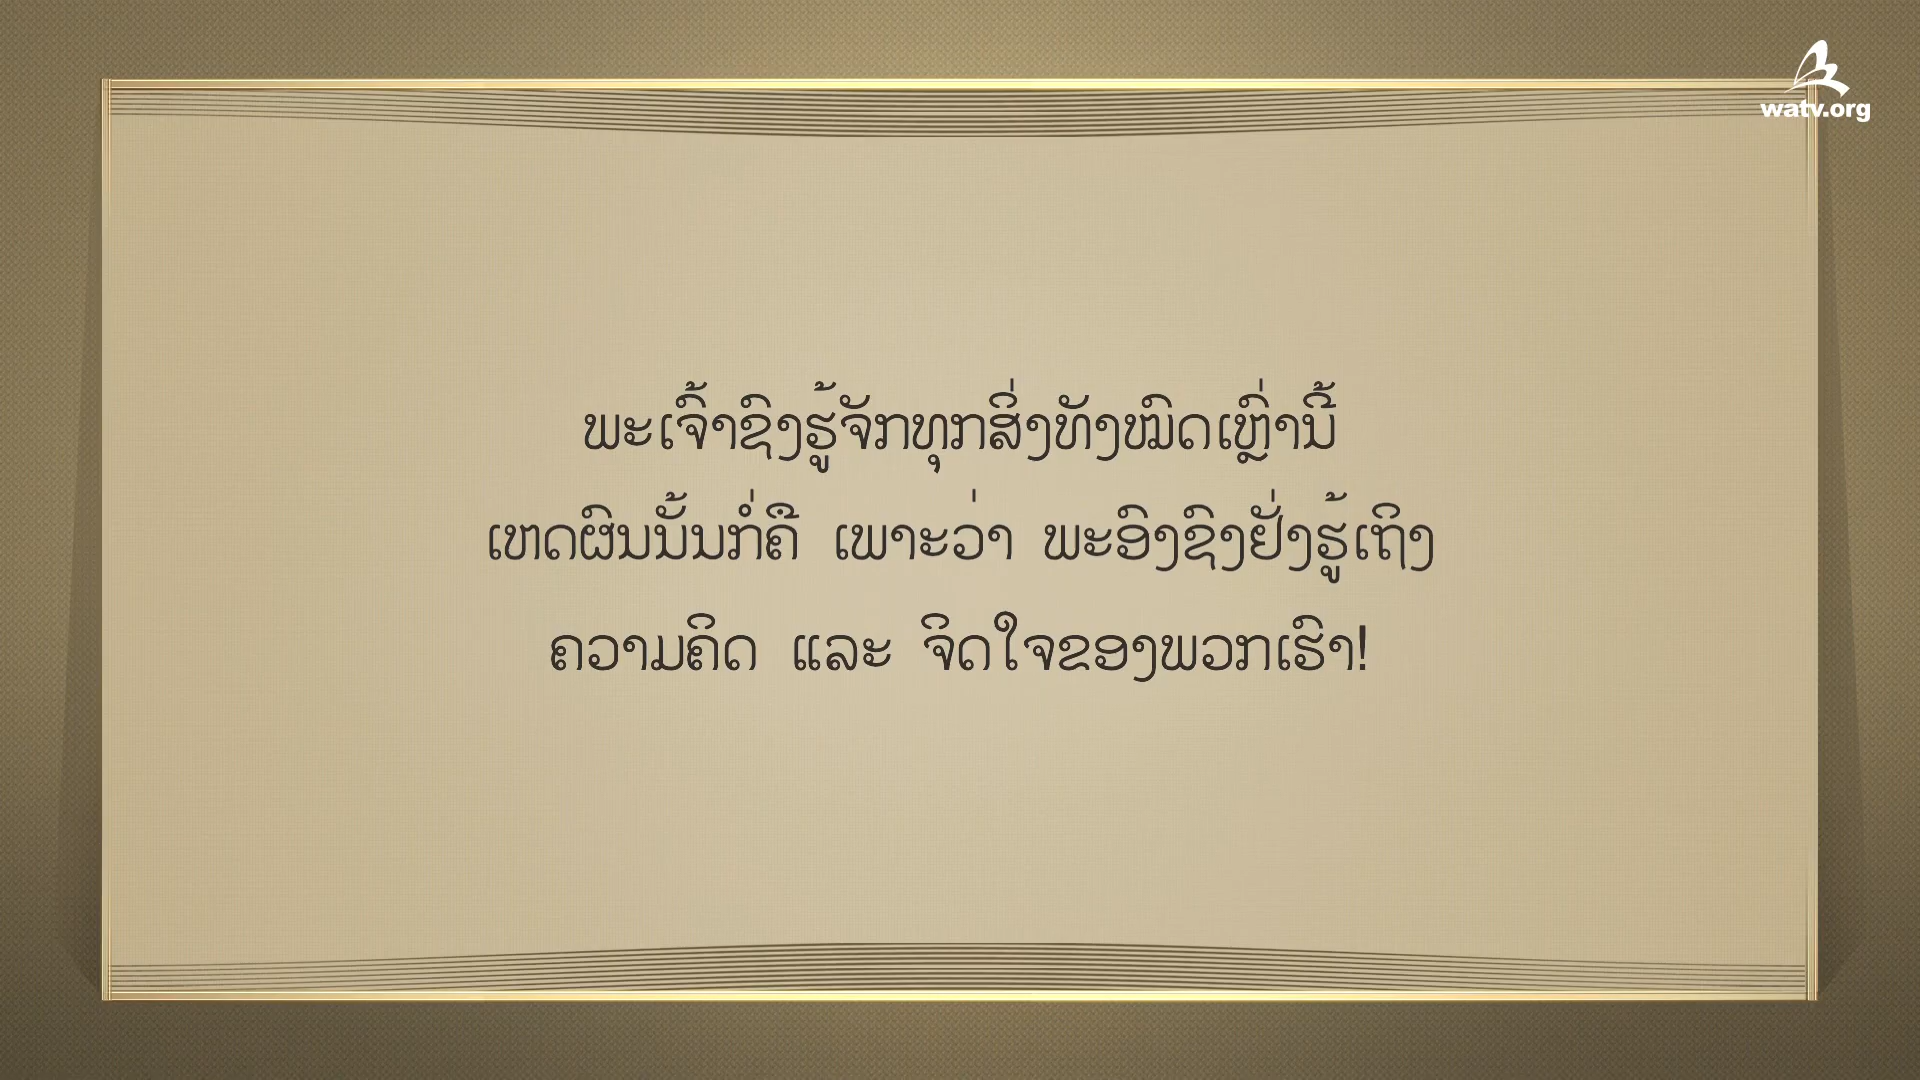 watv.org
ພະເຈົ້າຊົງຮູ້ຈັກທຸກສິ່ງທັງໝົດເຫຼົ່ານີ້
ເຫດຜົນນັ້ນກໍ່ຄື ເພາະວ່າ ພະອົງຊົງຢັ່ງຮູ້ເຖິງ
ຄວາມຄິດ ແລະ ຈິດໃຈຂອງພວກເຮົາ!